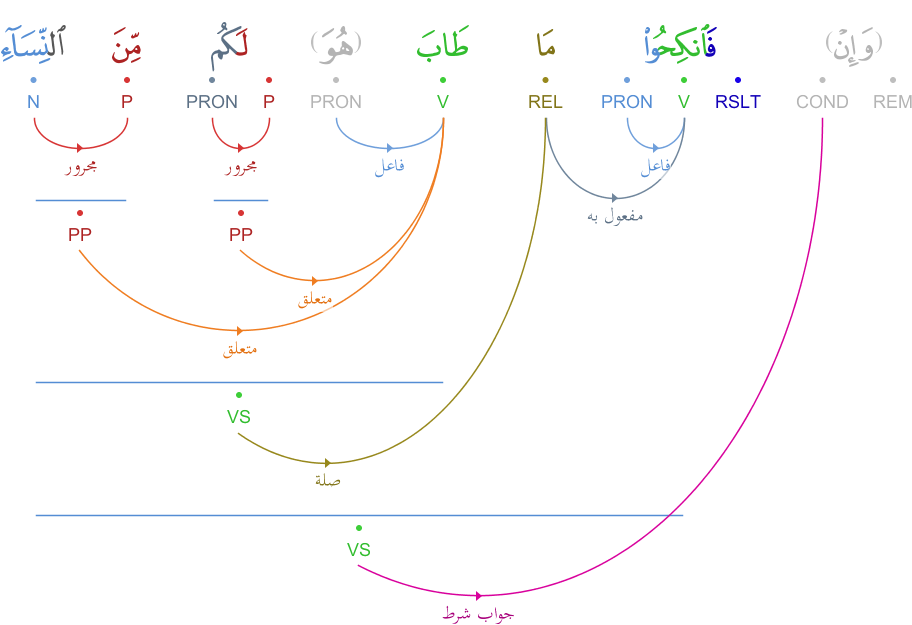 (وَإِنْ) فَٱنكِحُوا۟ مَا طَابَ (هُوَ) لَكُم مِّنَ ٱلنِّسَآءِ
REM COND RSLT V PRON REL V PRON P PRON P N
فاعل فاعل مجرور مجرور
مفعول به
PP PP
متعلق
متعلق
VS
صلة
VS
جواب شرط